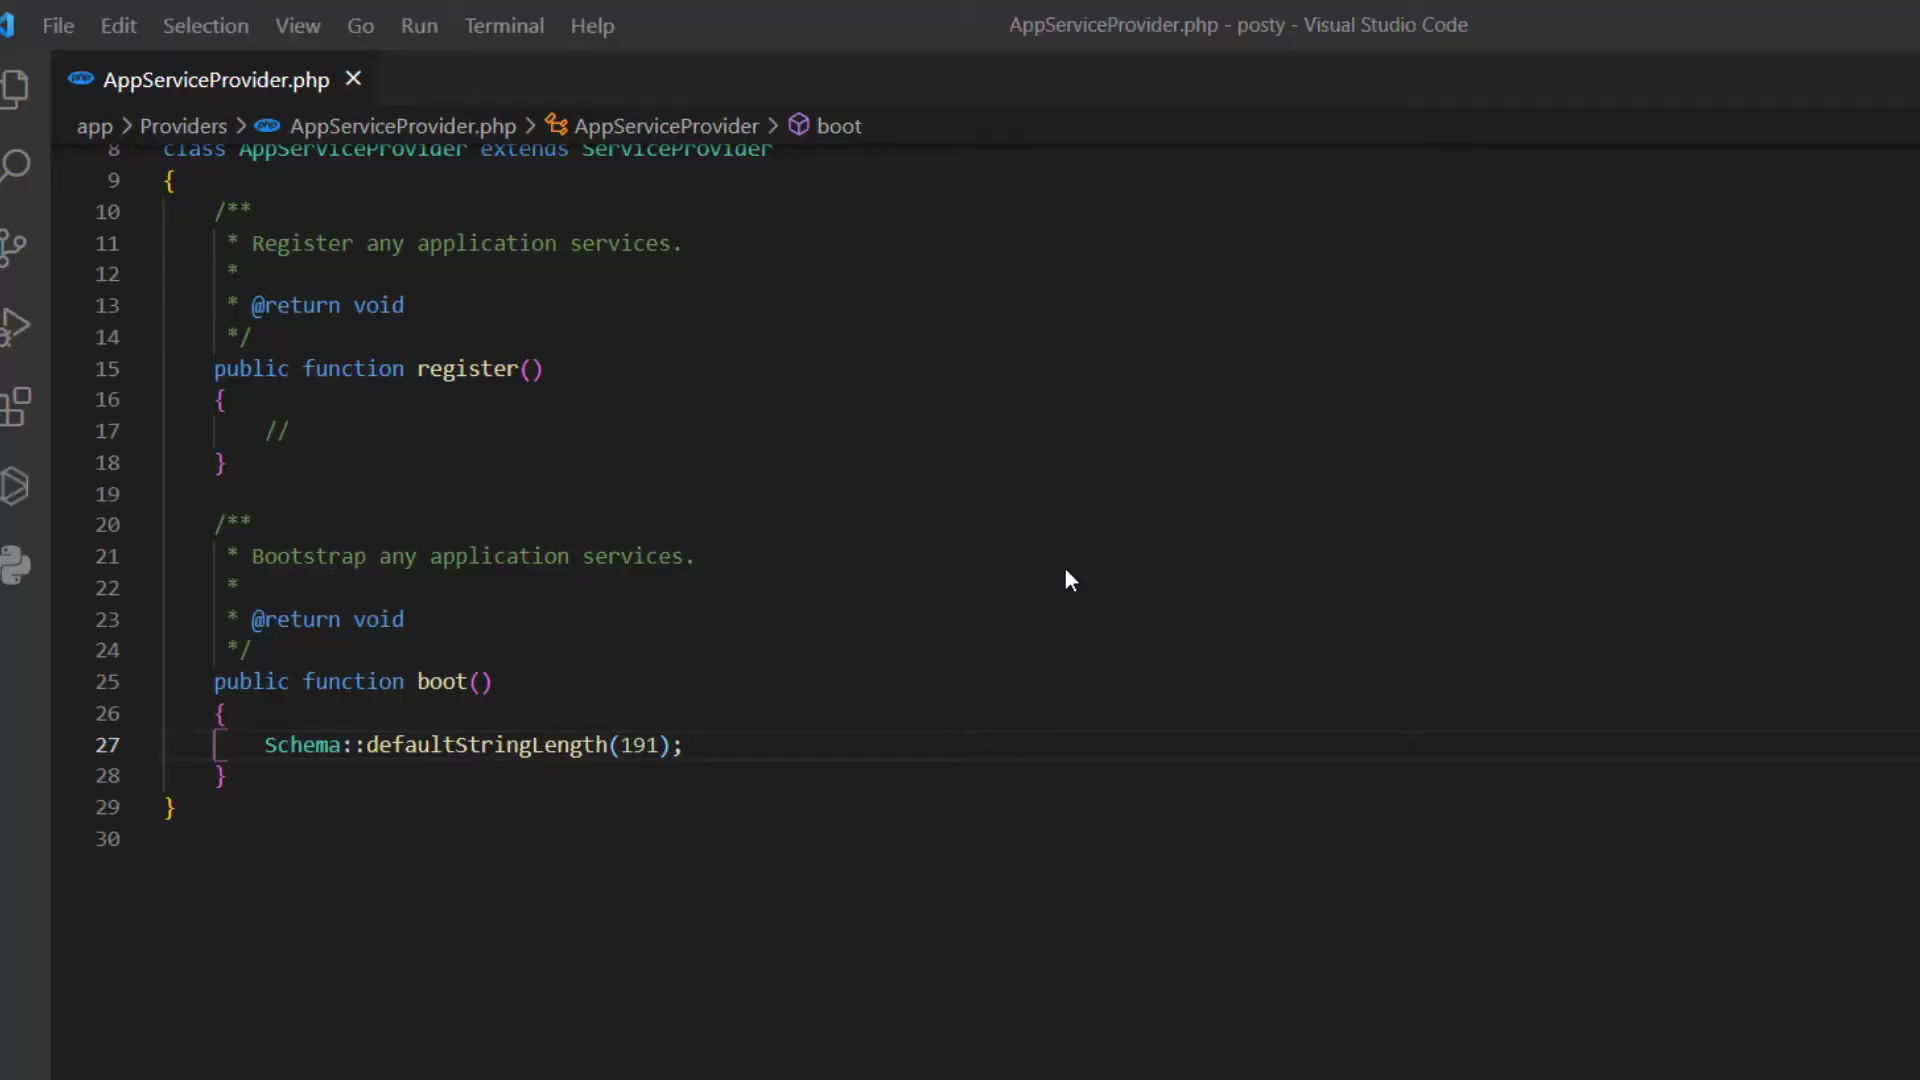 File Edit Selection View Go Run Terminal Help AppServiceProvider.php - posty - Visual Studio Code
php AppServiceProvider.php
app > Providers > php AppServiceProvider.php > AppServiceProvider > boot
8 class AppServiceProvider extends ServiceProvider
9 {
10 /**
11 * Register any application services.
12 *
13 * @return void
14 */
15 public function register()
16 {
17 //
18 }
19
20 /**
21 * Bootstrap any application services.
22 *
23 * @return void
24 */
25 public function boot()
26 {
27 Schema::defaultStringLength(191);
28 }
29 }
30